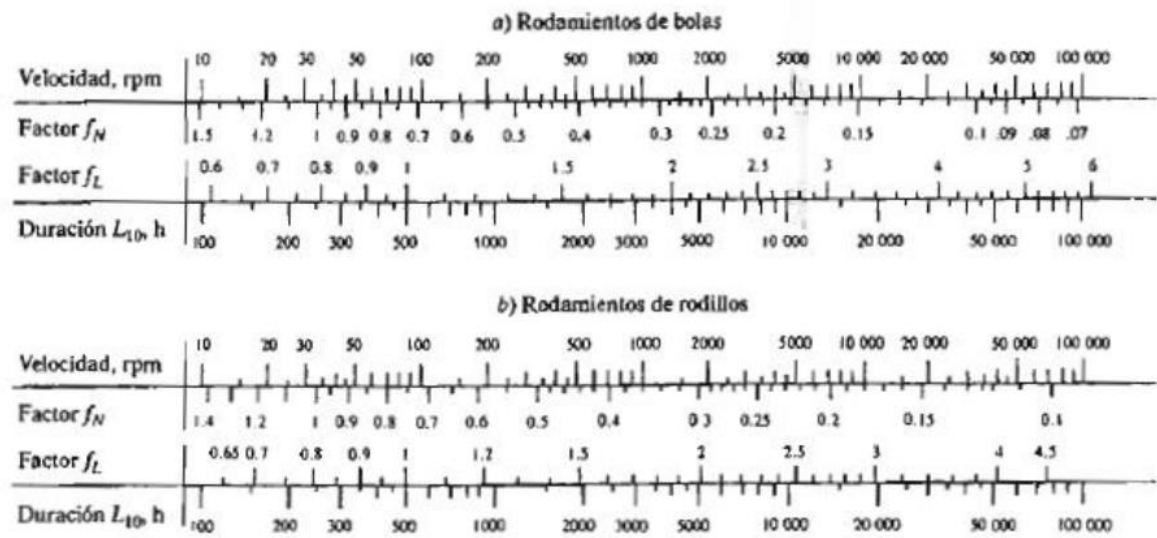 a) Rodamientos de bolas
10 20 30 50 100 200 500 1000 2000 5000 10 000 20 000 50 000 100 000
Velocidad, rpm
Factor fN
1.5 1.2 1 0.9 0.8 0.7 0.6 0.5 0.4 0.3 0.25 0.2 0.15 0.1 .09 .08 .07
Factor fL 0.6 0.7 0.8 0.9 1 1.5 2 2.5 3 4 5 6
Duración L10, h
100 200 300 500 1000 2000 3000 5000 10 000 20 000 50 000 100 000
b) Rodamientos de rodillos
10 20 30 50 100 200 500 1000 2000 5000 10 000 20 000 50 000 100 000
Velocidad, rpm
Factor fN
1.4 1.2 1 0.9 0.8 0.7 0.6 0.5 0.4 0.3 0.25 0.2 0.15 0.1
Factor fL 0.65 0.7 0.8 0.9 1 1.2 1.5 2 2.5 3 4 4.5
Duración L10, h
100 200 300 500 1000 2000 3000 5000 10 000 20 000 50 000 100 000